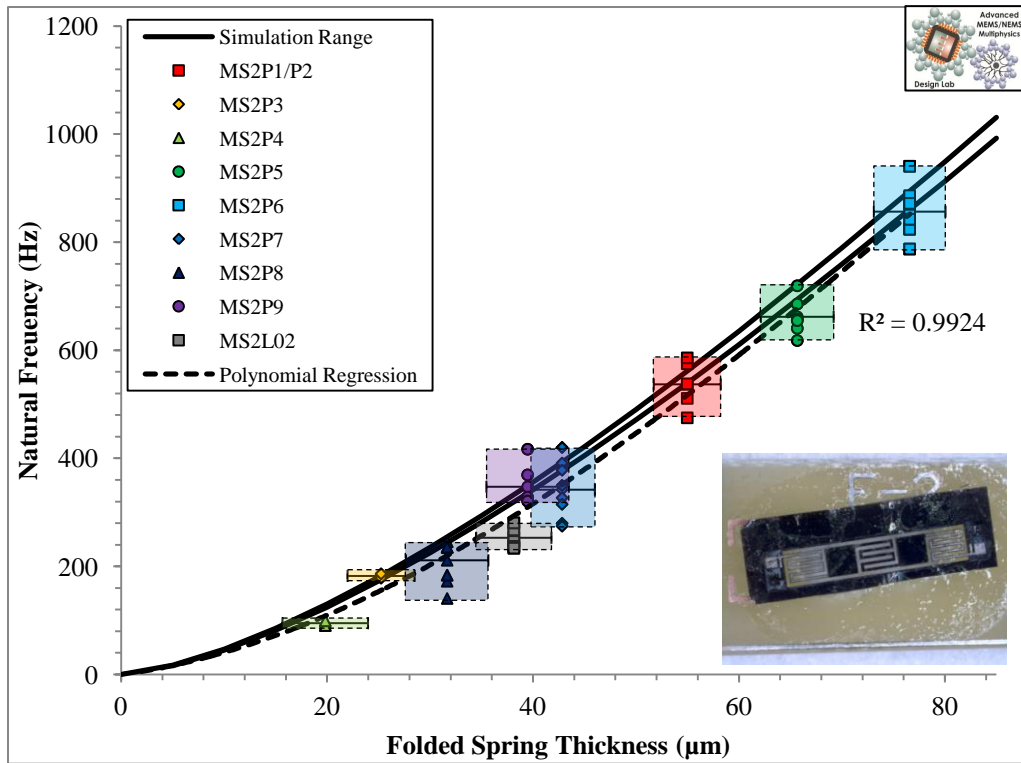 1200
1000
800
600
400
200
0
Natural Freuency (Hz)
Simulation Range
MS2P1/P2
MS2P3
MS2P4
MS2P5
MS2P6
MS2P7
MS2P8
MS2P9
MS2L02
Polynomial Regression
Advanced
MEMS/NEMS
Multiphysics
Design Lab
R² = 0.9924
F-2
0 20 40 60 80
Folded Spring Thickness (µm)